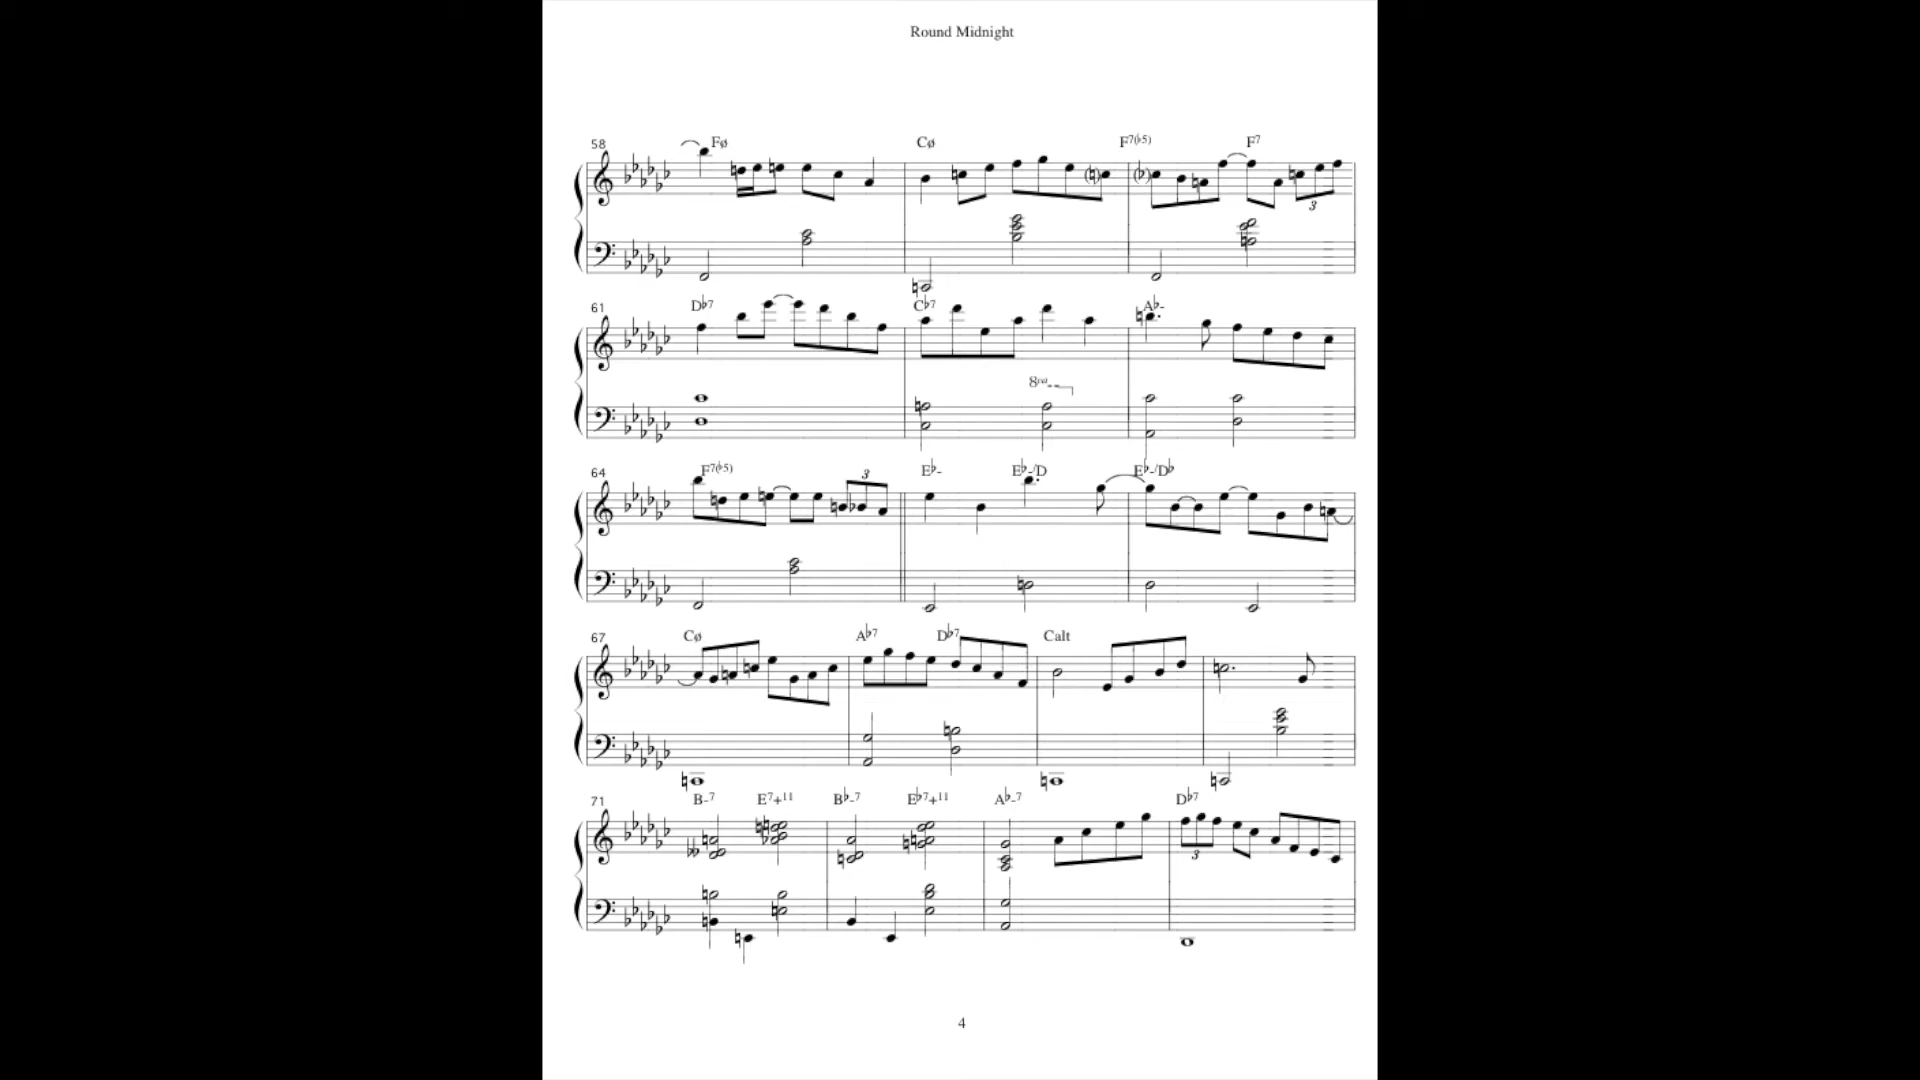 Round Midnight
58 Fø Cø F7(♭5) F7
3
61 D♭7 C♭7 A♭-
8va
64 F7(♭5) E♭- E♭-/D E♭-/D♭
3
67 Cø A♭7 D♭7 Calt
71 B-7 E7+11 B♭-7 E♭7+11 A♭-7 D♭7
3
4